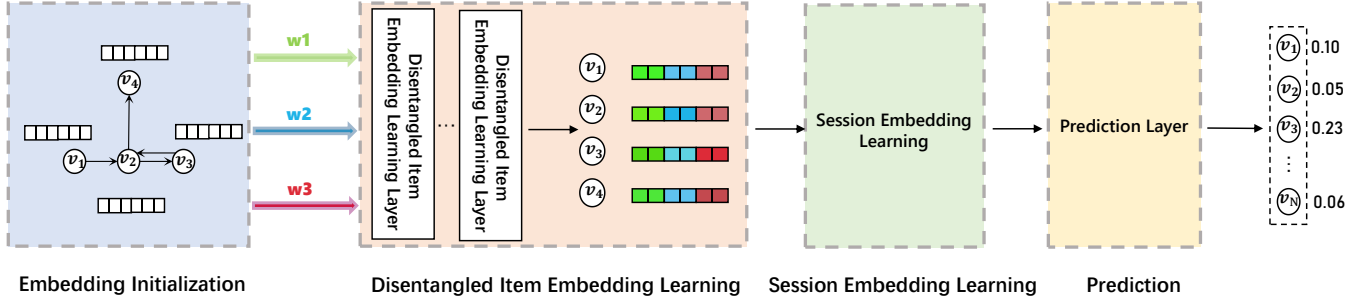 w1
w2
w3
v₄
v₁
v₂
v₃
Disentangled Item
Embedding Learning Layer
...
Disentangled Item
Embedding Learning Layer
v₁
v₂
v₃
v₄
Session Embedding
Learning
Prediction Layer
v₁ 0.10
v₂ 0.05
v₃ 0.23
⋮
v_N 0.06
Embedding Initialization
Disentangled Item Embedding Learning
Session Embedding Learning
Prediction